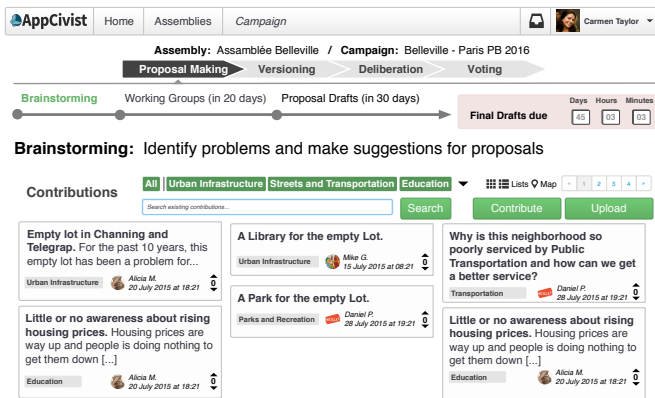 AppCivist Home Assemblies Campaign Carmen Taylor
Assembly: Assamblée Belleville / Campaign: Belleville - Paris PB 2016
Proposal Making Versioning Deliberation Voting
Brainstorming Working Groups (in 20 days) Proposal Drafts (in 30 days)
Days Hours Minutes
Final Drafts due 45 03 03
Brainstorming: Identify problems and make suggestions for proposals
Contributions
All Urban Infrastructure Streets and Transportation Education
Lists Map « 1 2 3 4 »
Search existing contributions...
Search
Contribute Upload
Empty lot in Channing and
Telegrap. For the past 10 years, this
empty lot has been a problem for...
Urban Infrastructure
Alicia M.
20 July 2015 at 18:21
0
Little or no awareness about rising
housing prices. Housing prices are
way up and people is doing nothing to
get them down [...]
Education
Alicia M.
20 July 2015 at 18:21
0
A Library for the empty Lot.
Urban Infrastructure
Mike G.
15 July 2015 at 08:21
0
A Park for the empty Lot.
Parks and Recreation
Daniel P.
28 July 2015 at 19:21
0
Why is this neighborhood so
poorly serviced by Public
Transportation and how can we get
a better service?
Transportation
Daniel P.
28 July 2015 at 19:21
0
Little or no awareness about rising
housing prices. Housing prices are
way up and people is doing nothing to
get them down [...]
Education
Alicia M.
20 July 2015 at 18:21
0